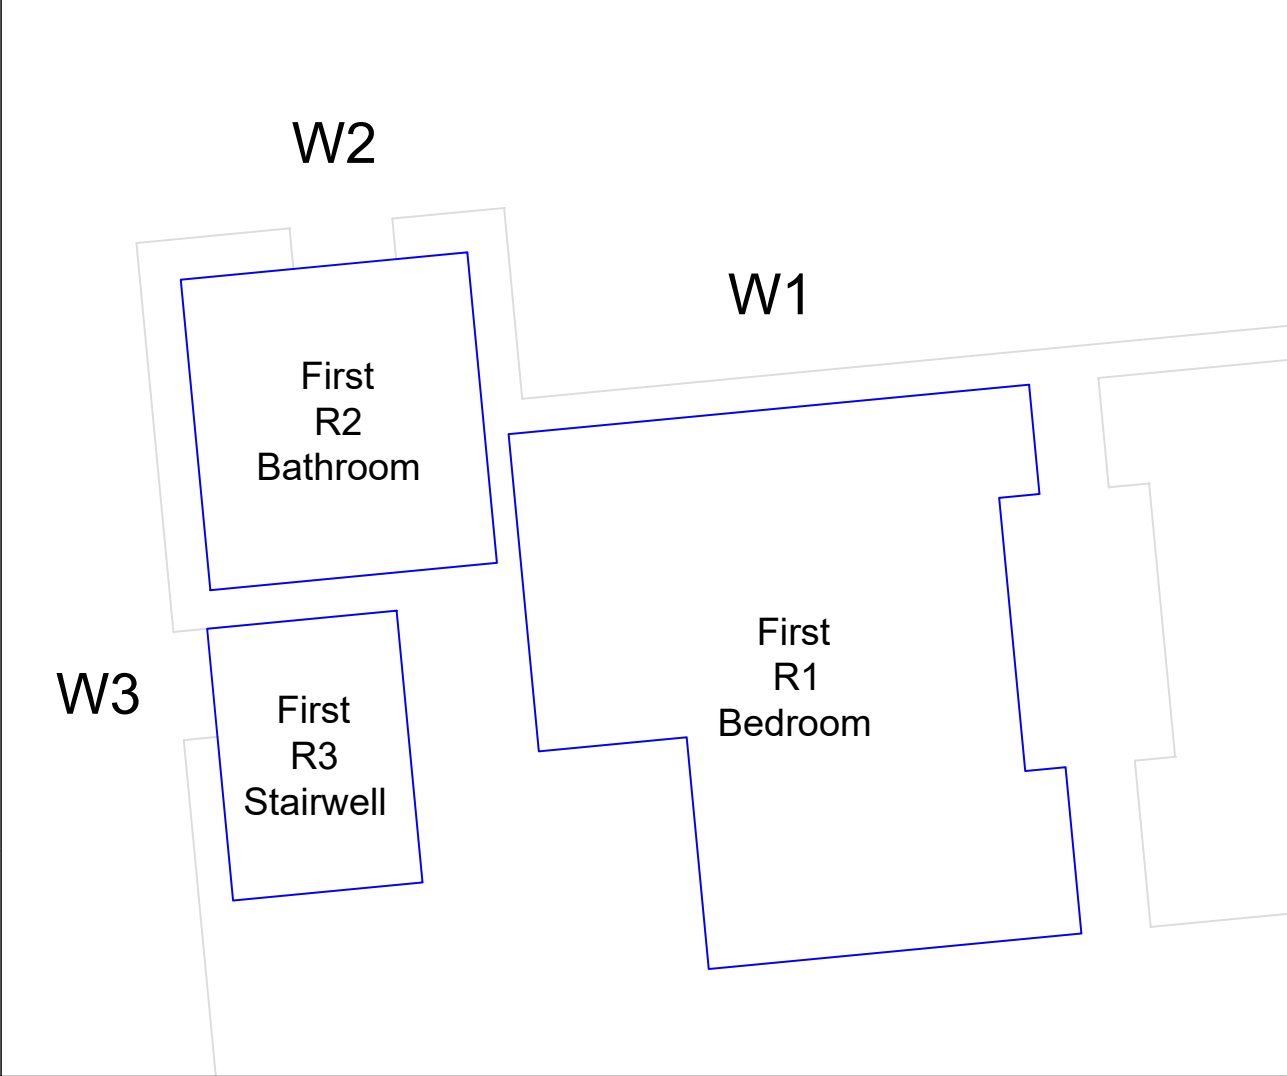 W2
W1
First
R2
Bathroom
First
R1
Bedroom
W3
First
R3
Stairwell